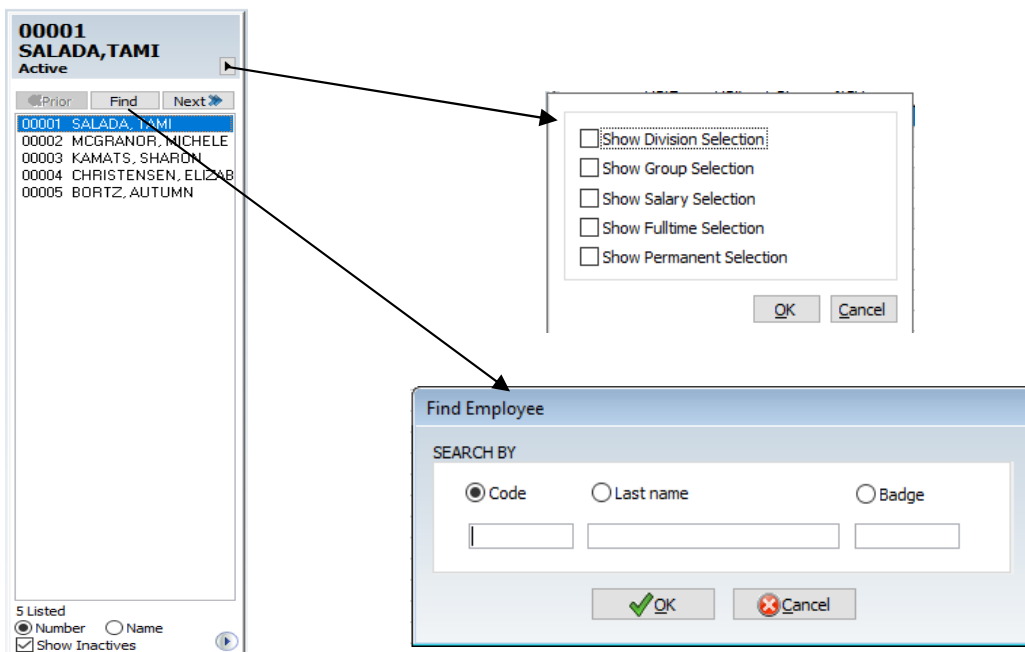 00001
SALADA,TAMI
Active
Prior Find Next
00001 SALADA, TAMI
00002 MCGRANOR, MICHELE
00003 KAMATS, SHARON
00004 CHRISTENSEN, ELIZAB
00005 BORTZ, AUTUMN
5 Listed
Number Name
Show Inactives
Show Division Selection
Show Group Selection
Show Salary Selection
Show Fulltime Selection
Show Permanent Selection
OK Cancel
Find Employee
SEARCH BY
Code Last name Badge
OK Cancel